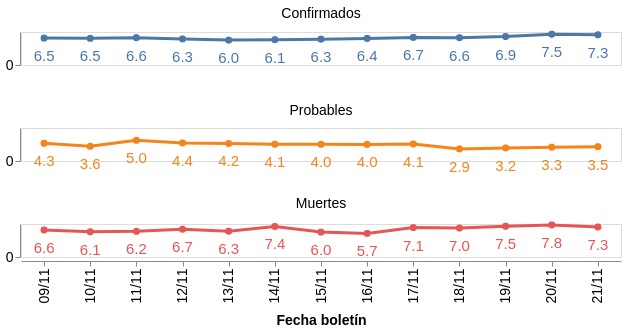 Confirmados
0
6.5 6.5 6.6 6.3 6.0 6.1 6.3 6.4 6.7 6.6 6.9 7.5 7.3
Probables
0
4.3 3.6 5.0 4.4 4.2 4.1 4.0 4.0 4.1 2.9 3.2 3.3 3.5
Muertes
0
6.6 6.1 6.2 6.7 6.3 7.4 6.0 5.7 7.1 7.0 7.5 7.8 7.3
09/11 10/11 11/11 12/11 13/11 14/11 15/11 16/11 17/11 18/11 19/11 20/11 21/11
Fecha boletín